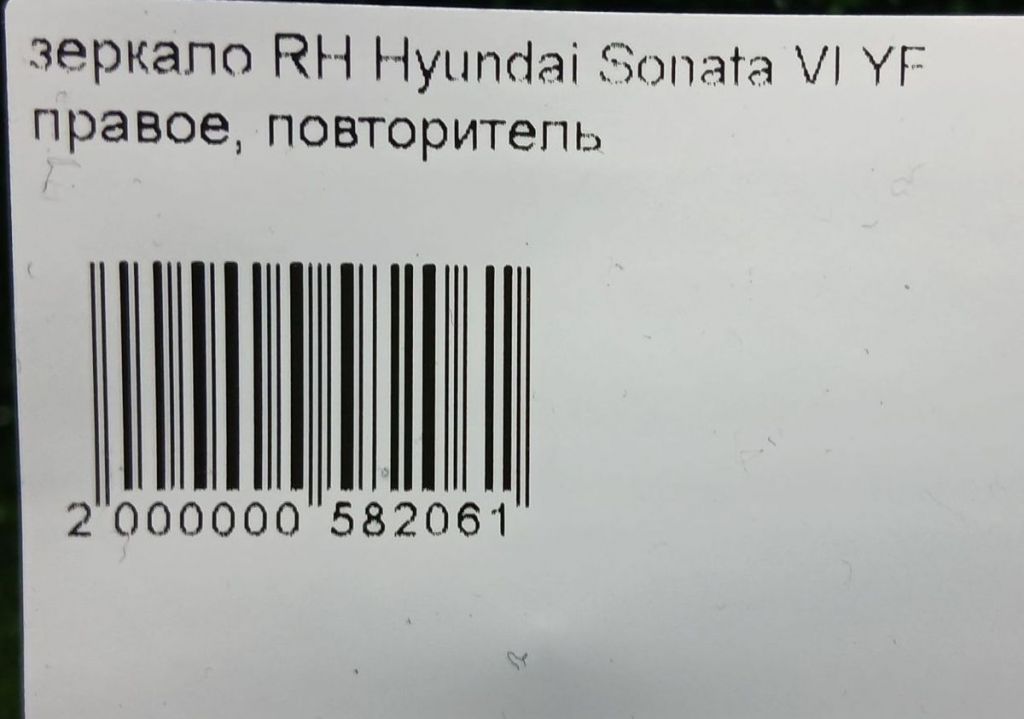 зеркало RH Hyundai Sonata VI YF
правое, повторитель
2 000000 582061